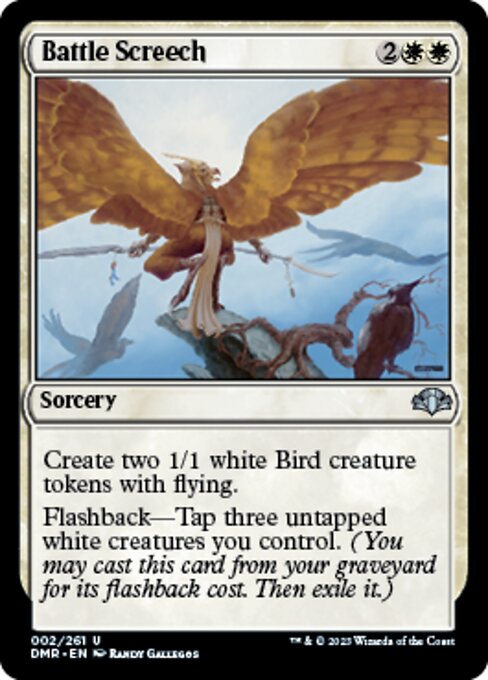 Battle Screech 2
Sorcery
Create two 1/1 white Bird creature
tokens with flying.
Flashback—Tap three untapped
white creatures you control. (You
may cast this card from your graveyard
for its flashback cost. Then exile it.)
002/261 U
™ & © 2023 Wizards of the Coast
DMR • EN Randy Gallegos